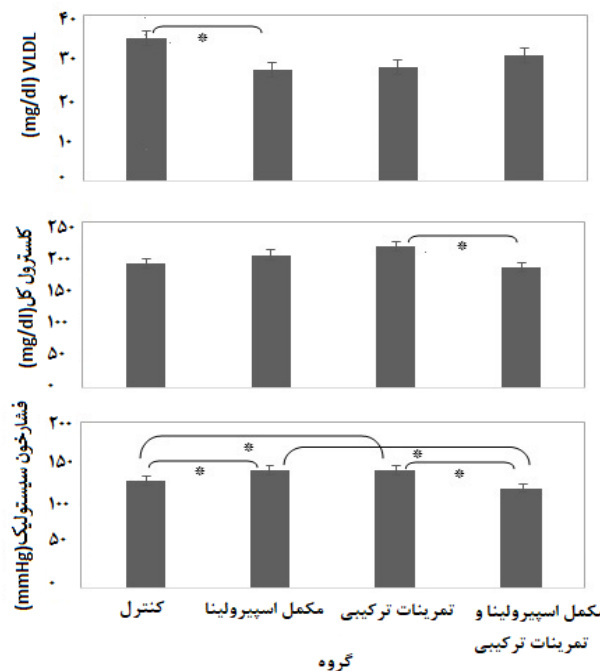 VLDL (mg/dl)
۴۰
۳۰
۲۰
۱۰
۰
*
کلسترول کل (mg/dl)
۲۵۰
۲۰۰
۱۵۰
۱۰۰
۵۰
۰
*
فشارخون سیستولیک (mmHg)
۲۰۰
۱۵۰
۱۰۰
۵۰
۰
*
*
*
*
کنترل
مکمل اسپیرولینا
تمرینات ترکیبی
مکمل اسپیرولینا و
تمرینات ترکیبی
گروه